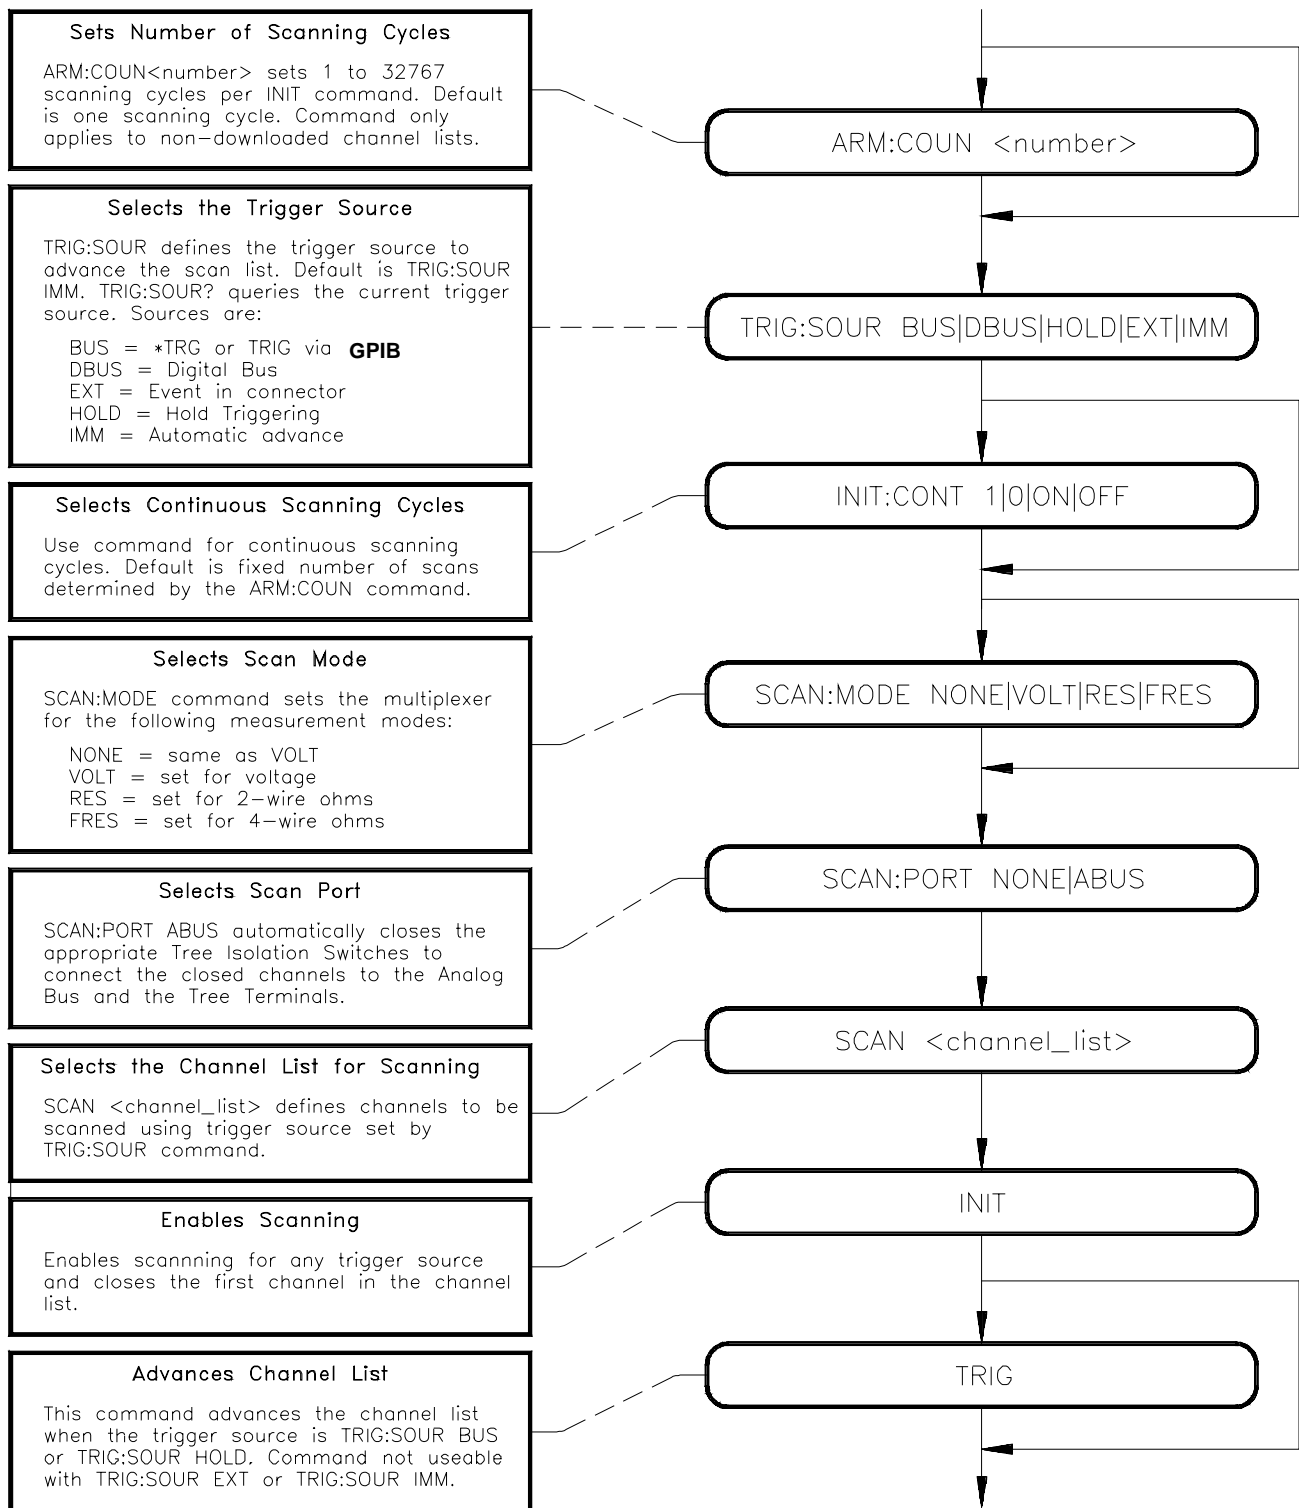 Sets Number of Scanning Cycles
ARM:COUN<number> sets 1 to 32767
scanning cycles per INIT command. Default
is one scanning cycle. Command only
applies to non-downloaded channel lists.
ARM:COUN <number>
Selects the Trigger Source
TRIG:SOUR defines the trigger source to
advance the scan list. Default is TRIG:SOUR
IMM. TRIG:SOUR? queries the current trigger
source. Sources are:
BUS = *TRG or TRIG via GPIB
DBUS = Digital Bus
EXT = Event in connector
HOLD = Hold Triggering
IMM = Automatic advance
TRIG:SOUR BUS|DBUS|HOLD|EXT|IMM
Selects Continuous Scanning Cycles
Use command for continuous scanning
cycles. Default is fixed number of scans
determined by the ARM:COUN command.
INIT:CONT 1|0|ON|OFF
Selects Scan Mode
SCAN:MODE command sets the multiplexer
for the following measurement modes:
NONE = same as VOLT
VOLT = set for voltage
RES = set for 2-wire ohms
FRES = set for 4-wire ohms
SCAN:MODE NONE|VOLT|RES|FRES
Selects Scan Port
SCAN:PORT ABUS automatically closes the
appropriate Tree Isolation Switches to
connect the closed channels to the Analog
Bus and the Tree Terminals.
SCAN:PORT NONE|ABUS
Selects the Channel List for Scanning
SCAN <channel_list> defines channels to be
scanned using trigger source set by
TRIG:SOUR command.
SCAN <channel_list>
Enables Scanning
Enables scannning for any trigger source
and closes the first channel in the channel
list.
INIT
Advances Channel List
This command advances the channel list
when the trigger source is TRIG:SOUR BUS
or TRIG:SOUR HOLD. Command not useable
with TRIG:SOUR EXT or TRIG:SOUR IMM.
TRIG